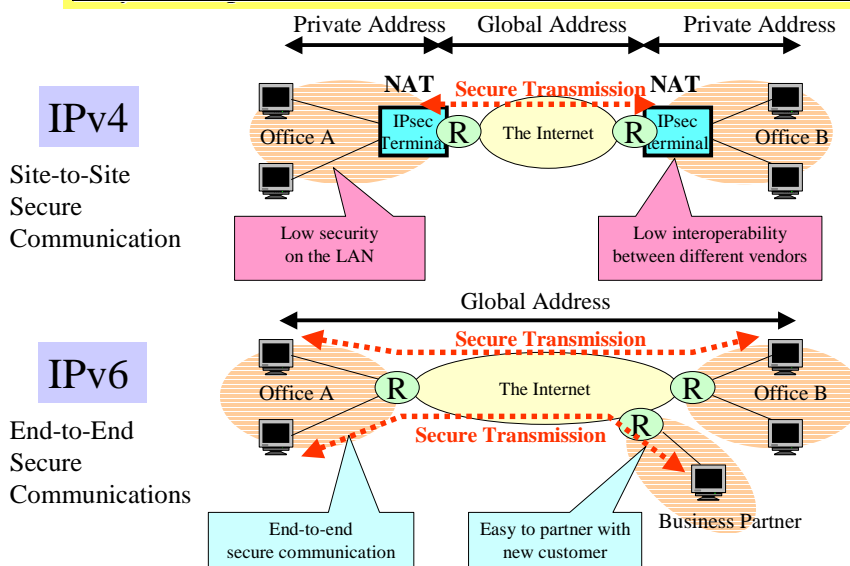 Private Address Global Address Private Address
NAT Secure Transmission NAT
IPv4
Office A
IPsec
Terminal
R
The Internet
R
IPsec
erminal
Office B
Site-to-Site
Secure
Communication
Low security
on the LAN
Low interoperability
between different vendors
Global Address
Secure Transmission
IPv6
Office A
R
The Internet
R
Office B
End-to-End
Secure
Communications
Secure Transmission
R
Business Partner
End-to-end
secure communication
Easy to partner with
new customer